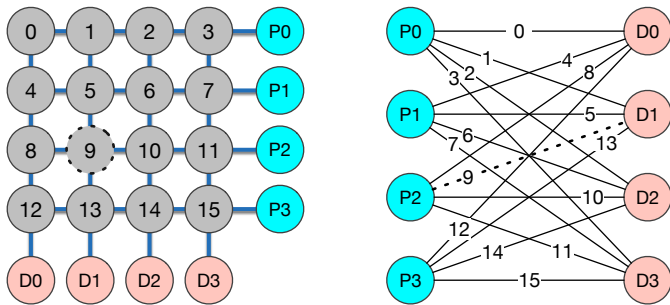 0 1 2 3 P0
4 5 6 7 P1
8 9 10 11 P2
12 13 14 15 P3
D0 D1 D2 D3
P0 0 D0
1 4
3 2 8
P1 5 D1
7 6 13
9
P2 10 D2
12
14 11
P3 15 D3